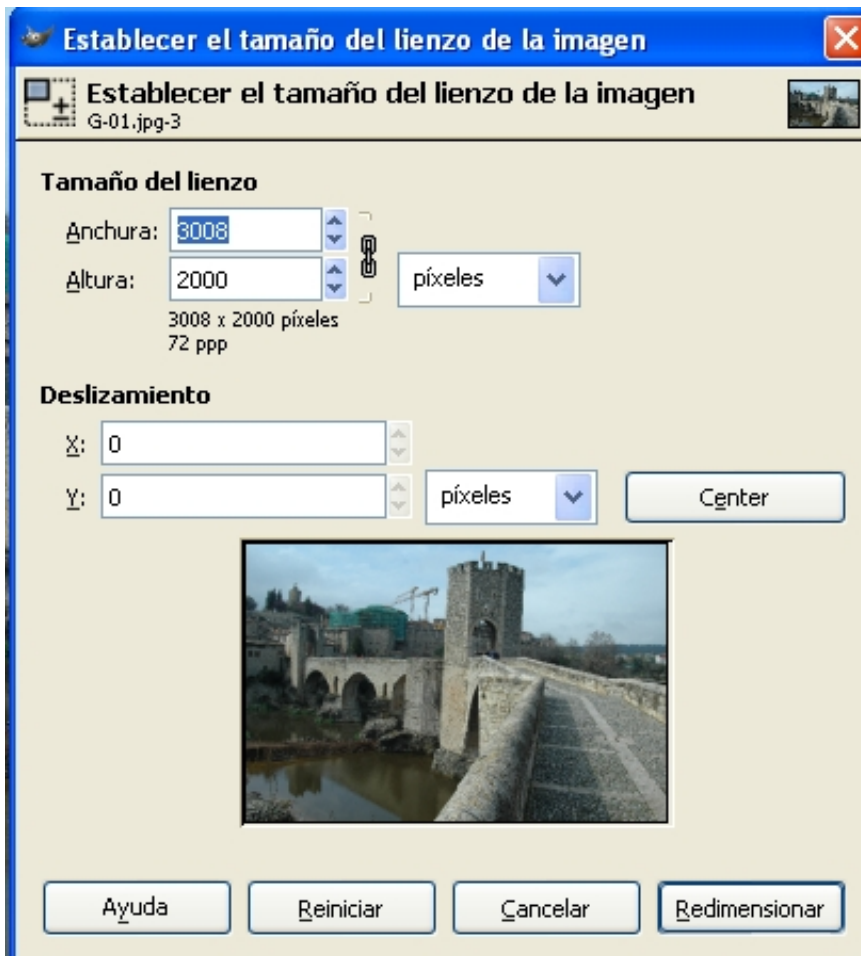 Establecer el tamaño del lienzo de la imagen
Establecer el tamaño del lienzo de la imagen
G-01.jpg-3
Tamaño del lienzo
Anchura: 3008
Altura: 2000 píxeles
3008 x 2000 píxeles
72 ppp
Deslizamiento
X: 0
Y: 0 píxeles Center
Ayuda Reiniciar Cancelar Redimensionar